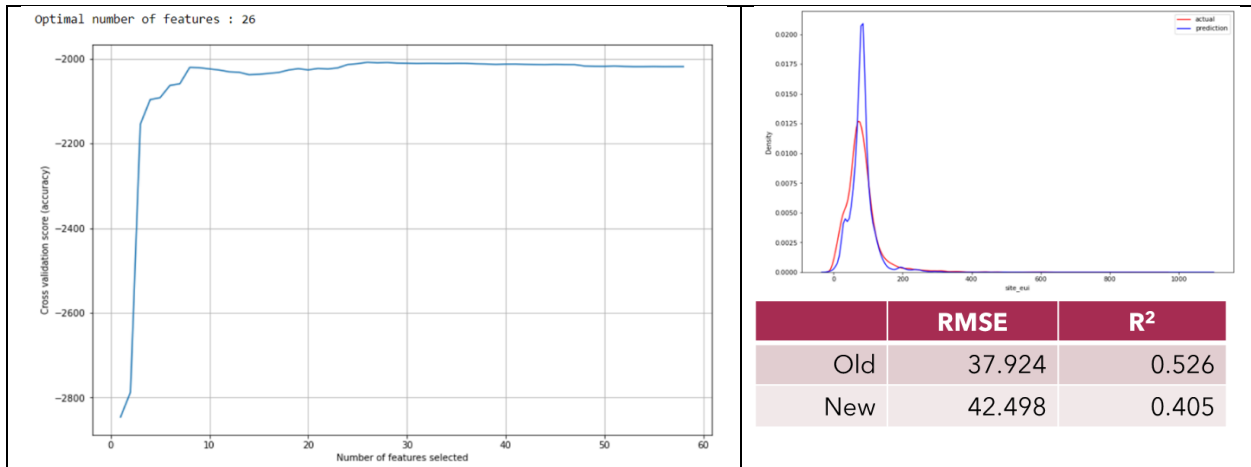 Optimal number of features : 26
−2000
−2200
−2400
−2600
−2800
Cross validation score (accuracy)
0 10 20 30 40 50 60
Number of features selected
actual
prediction
0.0200
0.0175
0.0150
0.0125
0.0100
0.0075
0.0050
0.0025
0.0000
Density
0 200 400 600 800 1000
site_eui
RMSE R²
Old 37.924 0.526
New 42.498 0.405